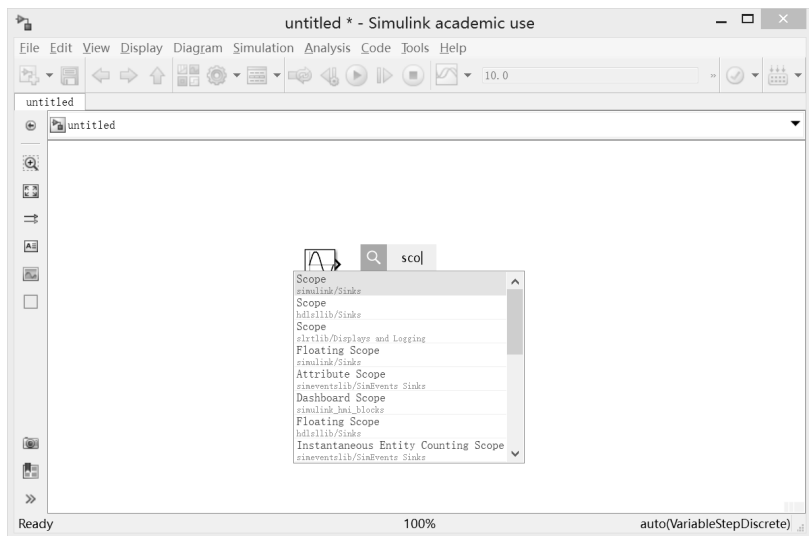 untitled * - Simulink academic use
File Edit View Display Diagram Simulation Analysis Code Tools Help
10.0 »
untitled
untitled
sco
Scope
simulink/Sinks
Scope
hdlsllib/Sinks
Scope
slrtlib/Displays and Logging
Floating Scope
simulink/Sinks
Attribute Scope
simeventslib/SimEvents Sinks
Dashboard Scope
simulink_hmi_blocks
Floating Scope
hdlsllib/Sinks
Instantaneous Entity Counting Scope
simeventslib/SimEvents Sinks
Ready 100% auto(VariableStepDiscrete)